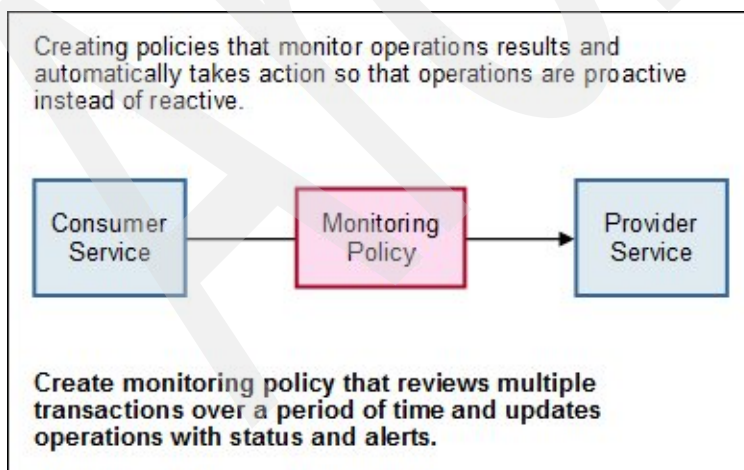 Creating policies that monitor operations results and
automatically takes action so that operations are proactive
instead of reactive.
Consumer
Service
Monitoring
Policy
Provider
Service
Create monitoring policy that reviews multiple
transactions over a period of time and updates
operations with status and alerts.